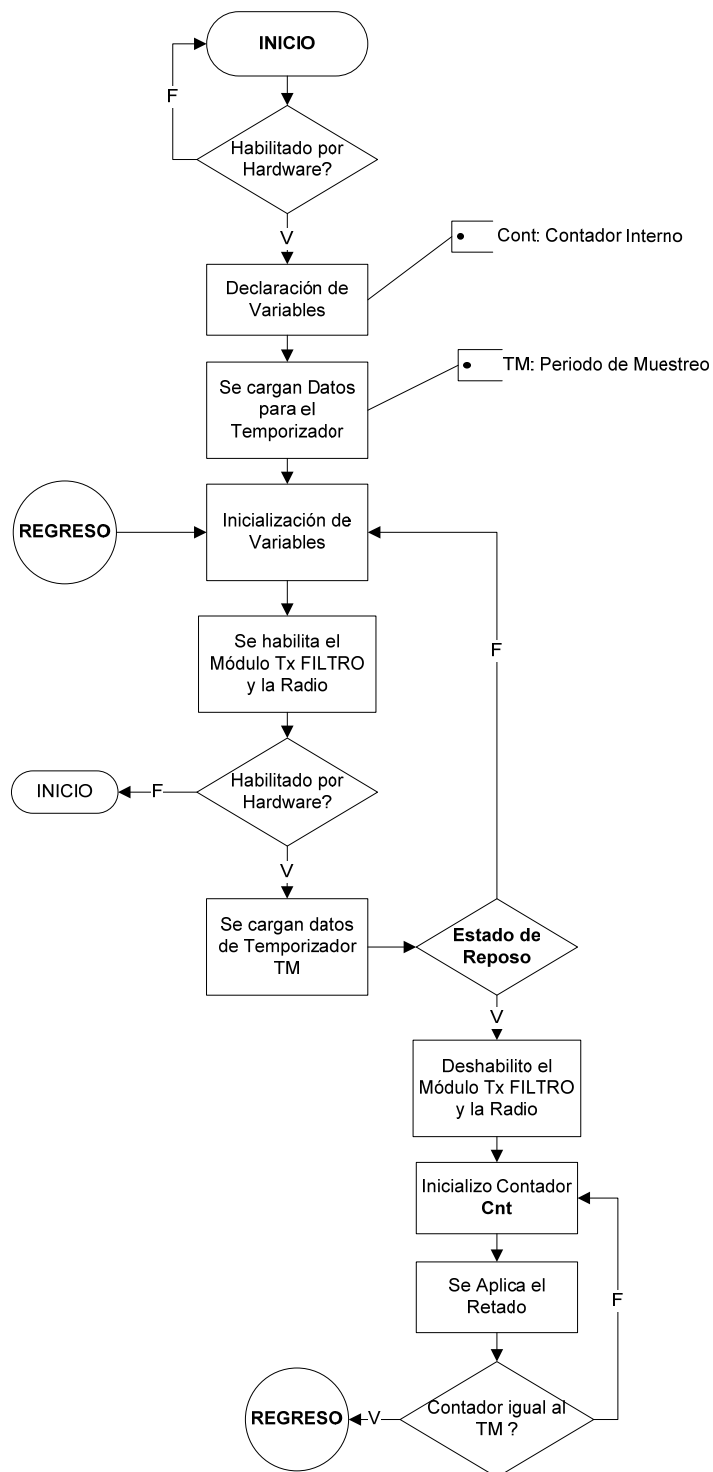 INICIO
F
Habilitado por
Hardware?
V
Cont: Contador Interno
Declaración de
Variables
TM: Periodo de Muestreo
Se cargan Datos
para el
Temporizador
REGRESO
Inicialización de
Variables
F
Se habilita el
Módulo Tx FILTRO
y la Radio
Habilitado por
Hardware?
F
INICIO
V
Se cargan datos
de Temporizador
TM
Estado de
Reposo
V
Deshabilito el
Módulo Tx FILTRO
y la Radio
Inicializo Contador
Cnt
Se Aplica el
Retado
F
Contador igual al
TM ?
V
REGRESO